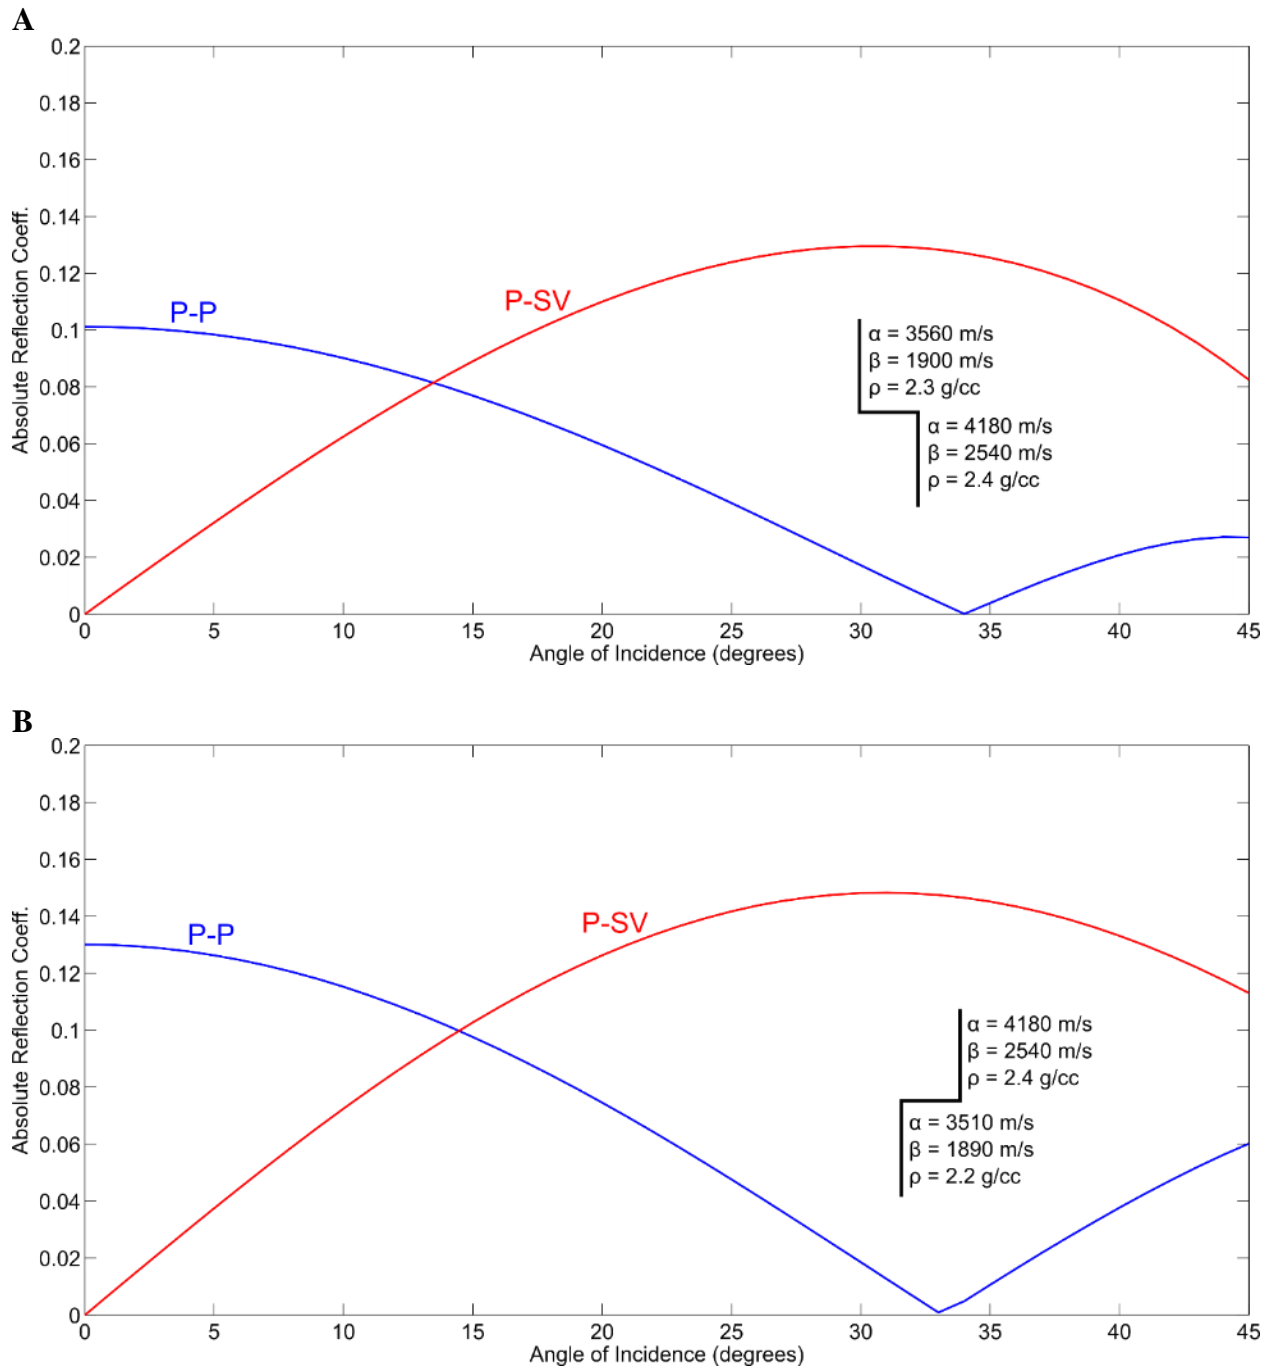 A
0.2
0.18
0.16
0.14
0.12
0.1
0.08
0.06
0.04
0.02
0
Absolute Reflection Coeff.
P-P
P-SV
α = 3560 m/s
β = 1900 m/s
ρ = 2.3 g/cc
α = 4180 m/s
β = 2540 m/s
ρ = 2.4 g/cc
0 5 10 15 20 25 30 35 40 45
Angle of Incidence (degrees)
B
0.2
0.18
0.16
0.14
0.12
0.1
0.08
0.06
0.04
0.02
0
Absolute Reflection Coeff.
P-P
P-SV
α = 4180 m/s
β = 2540 m/s
ρ = 2.4 g/cc
α = 3510 m/s
β = 1890 m/s
ρ = 2.2 g/cc
0 5 10 15 20 25 30 35 40 45
Angle of Incidence (degrees)